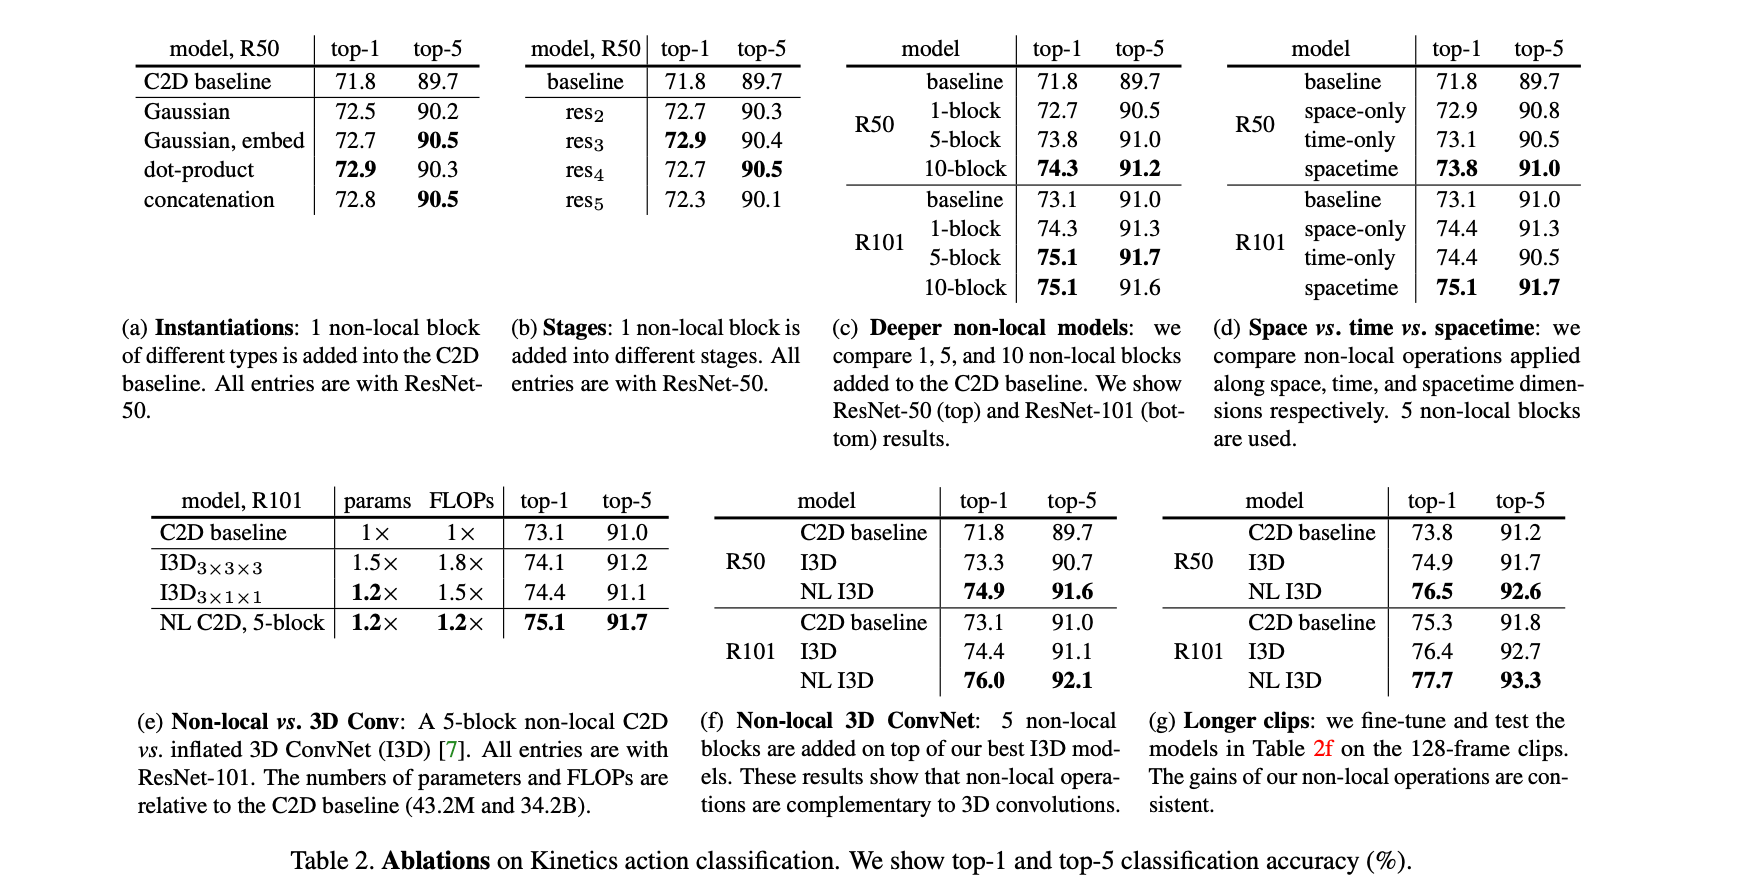 model, R50 top-1 top-5
C2D baseline 71.8 89.7
Gaussian 72.5 90.2
Gaussian, embed 72.7 90.5
dot-product 72.9 90.3
concatenation 72.8 90.5
(a) Instantiations: 1 non-local block
of different types is added into the C2D
baseline. All entries are with ResNet-
50.
model, R50 top-1 top-5
baseline 71.8 89.7
res2 72.7 90.3
res3 72.9 90.4
res4 72.7 90.5
res5 72.3 90.1
(b) Stages: 1 non-local block is
added into different stages. All
entries are with ResNet-50.
model top-1 top-5
baseline 71.8 89.7
1-block 72.7 90.5
R50
5-block 73.8 91.0
10-block 74.3 91.2
baseline 73.1 91.0
1-block 74.3 91.3
R101
5-block 75.1 91.7
10-block 75.1 91.6
(c) Deeper non-local models: we
compare 1, 5, and 10 non-local blocks
added to the C2D baseline. We show
ResNet-50 (top) and ResNet-101 (bot-
tom) results.
model top-1 top-5
baseline 71.8 89.7
space-only 72.9 90.8
R50
time-only 73.1 90.5
spacetime 73.8 91.0
baseline 73.1 91.0
space-only 74.4 91.3
R101
time-only 74.4 90.5
spacetime 75.1 91.7
(d) Space vs. time vs. spacetime: we
compare non-local operations applied
along space, time, and spacetime dimen-
sions respectively. 5 non-local blocks
are used.
model, R101 params FLOPs top-1 top-5
C2D baseline 1× 1× 73.1 91.0
I3D3×3×3 1.5× 1.8× 74.1 91.2
I3D3×1×1 1.2× 1.5× 74.4 91.1
NL C2D, 5-block 1.2× 1.2× 75.1 91.7
(e) Non-local vs. 3D Conv: A 5-block non-local C2D
vs. inflated 3D ConvNet (I3D) [7]. All entries are with
ResNet-101. The numbers of parameters and FLOPs are
relative to the C2D baseline (43.2M and 34.2B).
model top-1 top-5
C2D baseline 71.8 89.7
R50 I3D 73.3 90.7
NL I3D 74.9 91.6
C2D baseline 73.1 91.0
R101 I3D 74.4 91.1
NL I3D 76.0 92.1
(f) Non-local 3D ConvNet: 5 non-local
blocks are added on top of our best I3D mod-
els. These results show that non-local opera-
tions are complementary to 3D convolutions.
model top-1 top-5
C2D baseline 73.8 91.2
R50 I3D 74.9 91.7
NL I3D 76.5 92.6
C2D baseline 75.3 91.8
R101 I3D 76.4 92.7
NL I3D 77.7 93.3
(g) Longer clips: we fine-tune and test the
models in Table 2f on the 128-frame clips.
The gains of our non-local operations are con-
sistent.
Table 2. Ablations on Kinetics action classification. We show top-1 and top-5 classification accuracy (%).